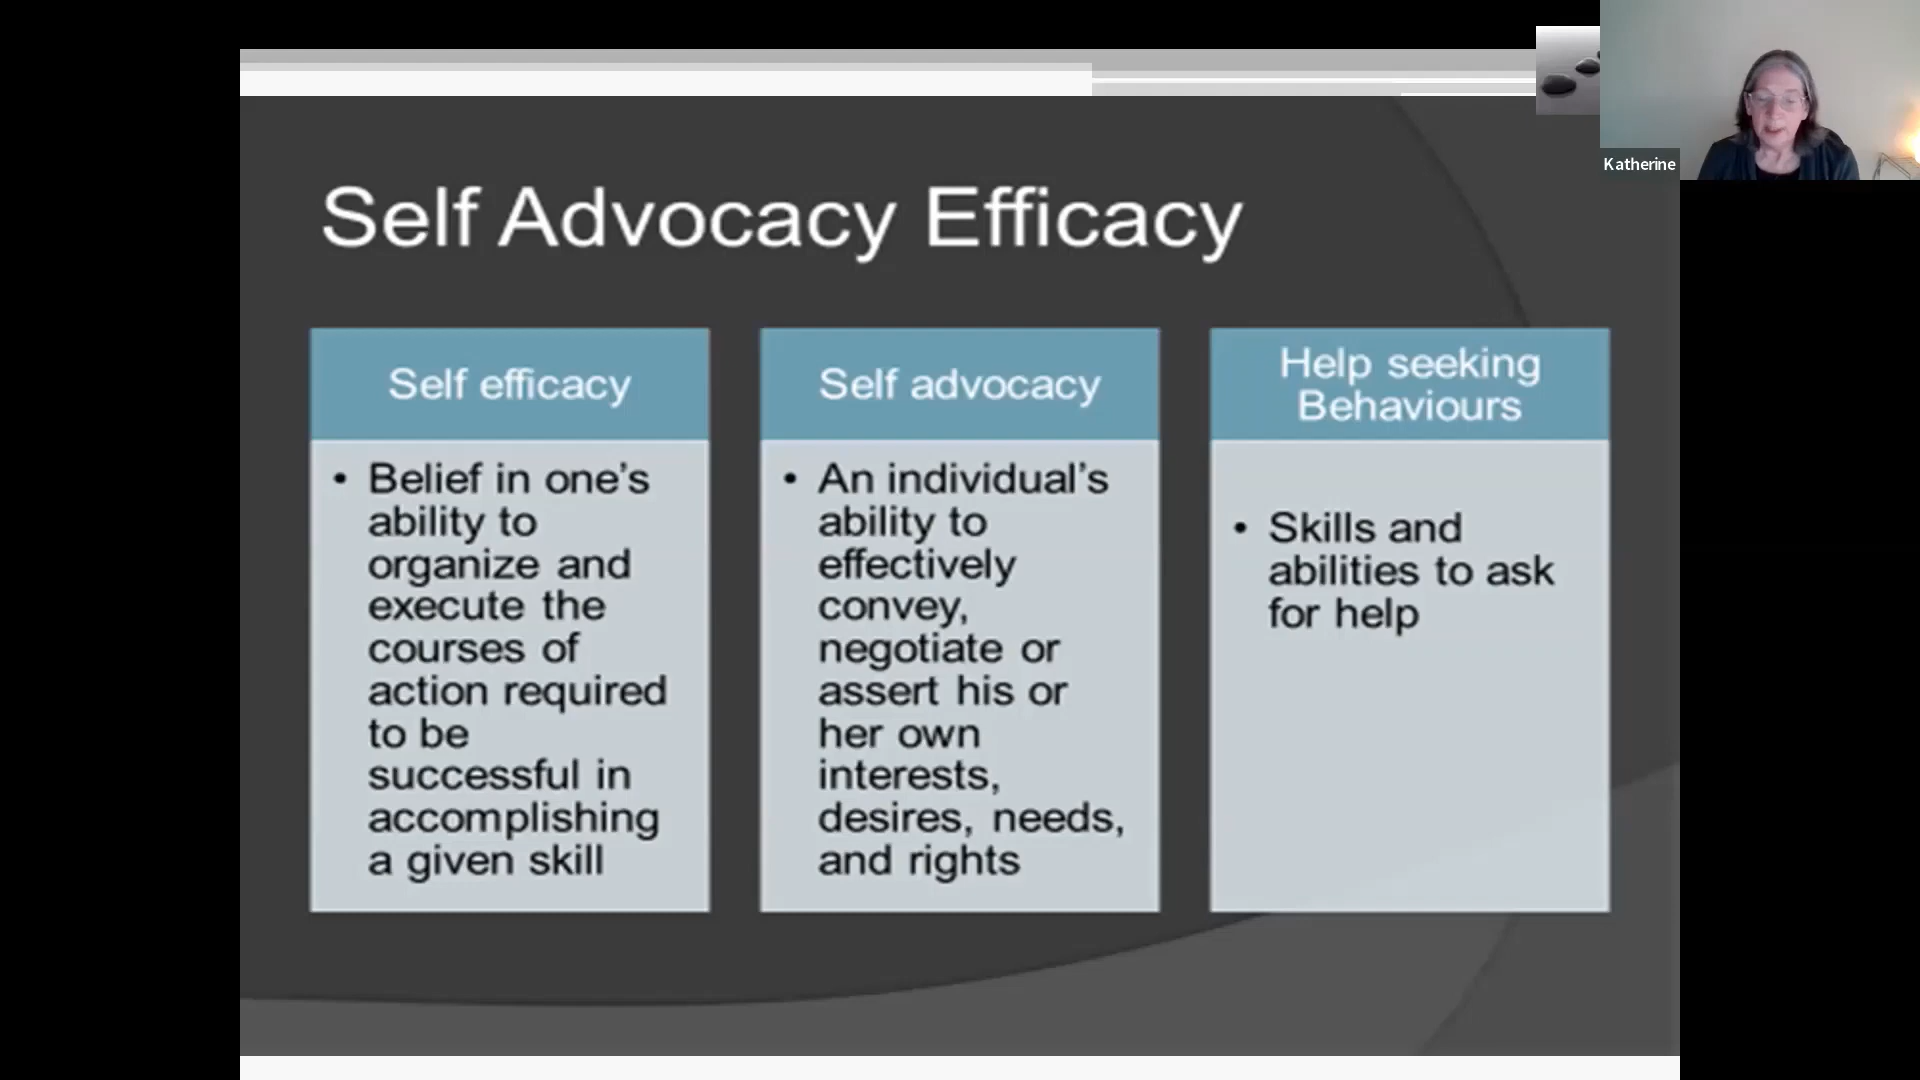 Katherine
Self Advocacy Efficacy
Self efficacy
• Belief in one's
ability to
organize and
execute the
courses of
action required
to be
successful in
accomplishing
a given skill
Self advocacy
• An individual's
ability to
effectively
convey,
negotiate or
assert his or
her own
interests,
desires, needs,
and rights
Help seeking
Behaviours
• Skills and
abilities to ask
for help